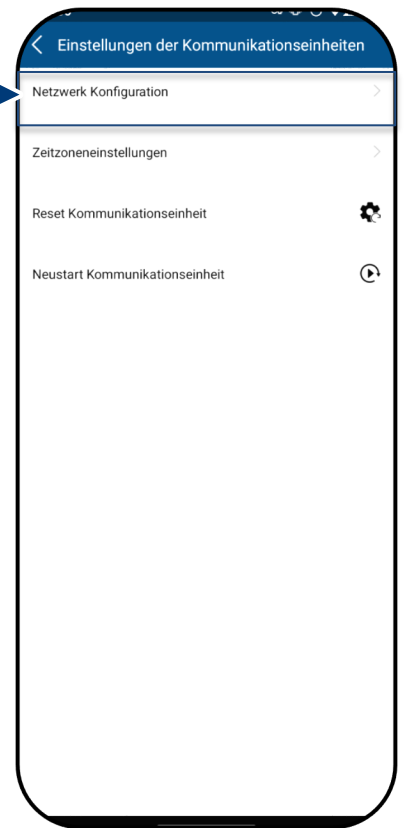 Einstellungen der Kommunikationseinheiten
Netzwerk Konfiguration
Zeitzoneneinstellungen
Reset Kommunikationseinheit
Neustart Kommunikationseinheit